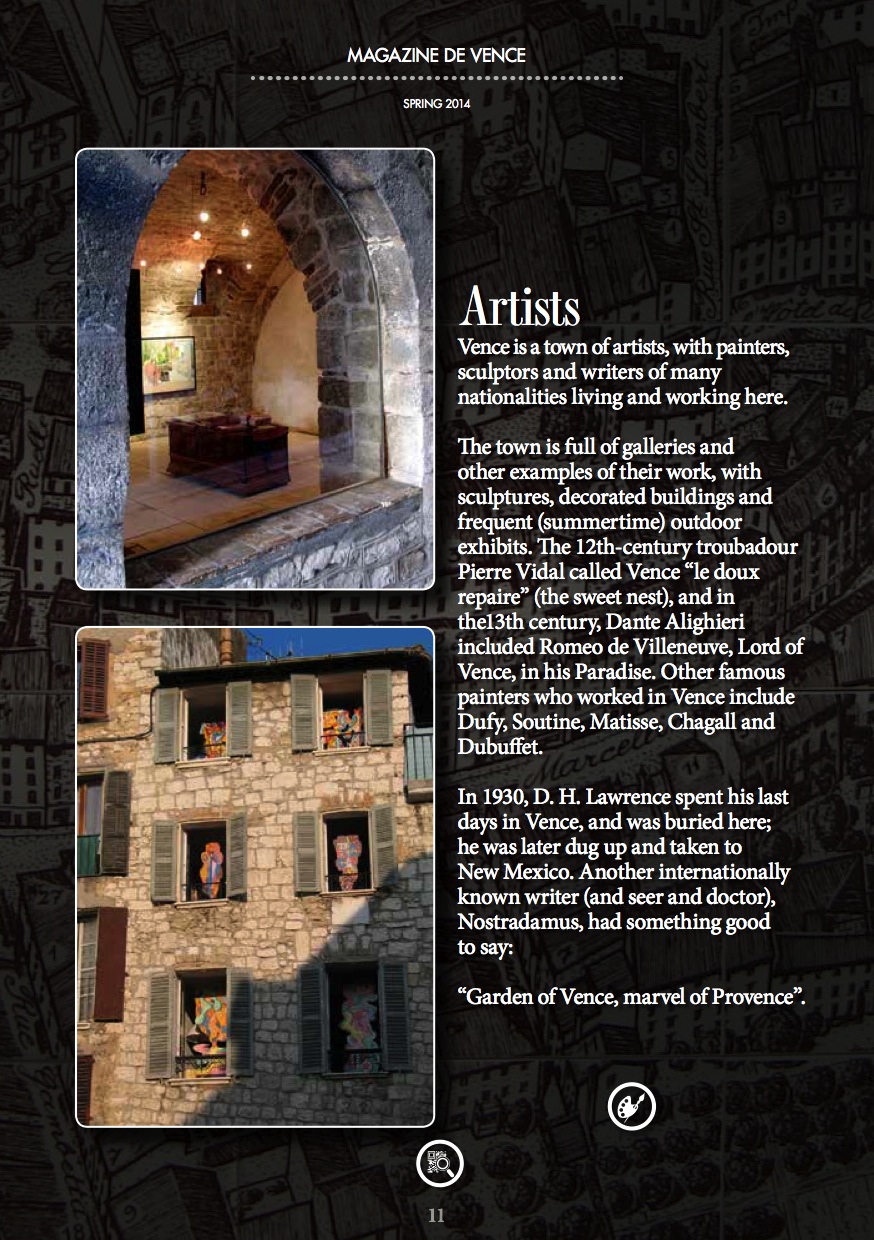 MAGAZINE DE VENCE
SPRING 2014
Artists
Vence is a town of artists, with painters,
sculptors and writers of many
nationalities living and working here.
The town is full of galleries and
other examples of their work, with
sculptures, decorated buildings and
frequent (summertime) outdoor
exhibits. The 12th-century troubadour
Pierre Vidal called Vence “le doux
repaire” (the sweet nest), and in
the13th century, Dante Alighieri
included Romeo de Villeneuve, Lord of
Vence, in his Paradise. Other famous
painters who worked in Vence include
Dufy, Soutine, Matisse, Chagall and
Dubuffet.
In 1930, D. H. Lawrence spent his last
days in Vence, and was buried here;
he was later dug up and taken to
New Mexico. Another internationally
known writer (and seer and doctor),
Nostradamus, had something good
to say:
“Garden of Vence, marvel of Provence”.
11